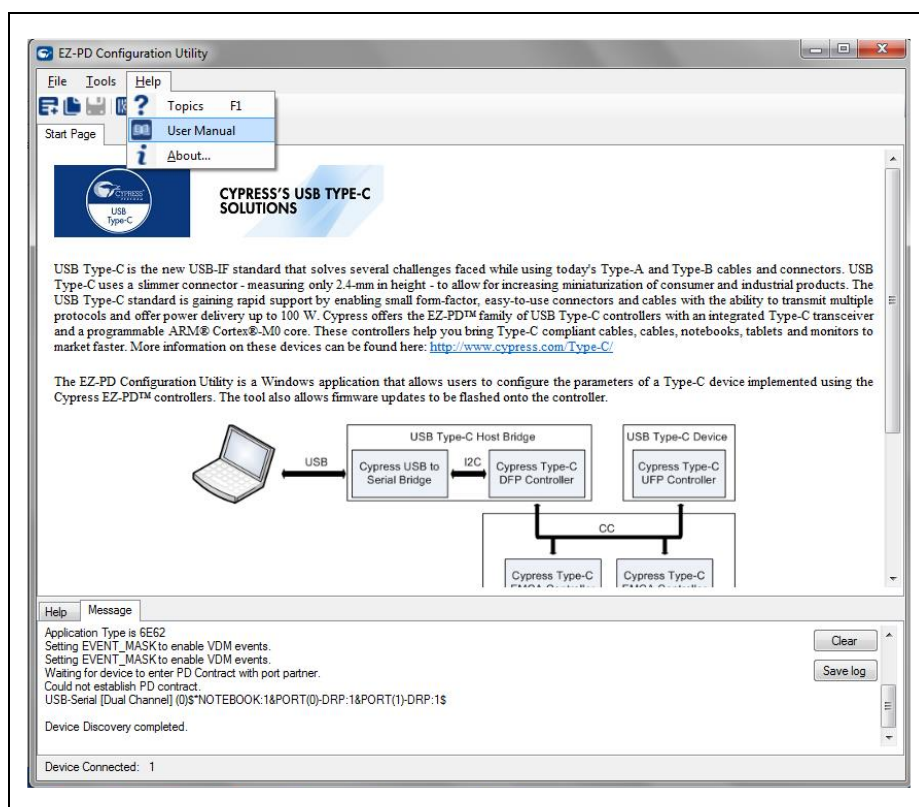 EZ-PD Configuration Utility
File Tools Help
? Topics F1
User Manual
i About...
Start Page
CYPRESS
USB
Type-C
CYPRESS'S USB TYPE-C
SOLUTIONS
USB Type-C is the new USB-IF standard that solves several challenges faced while using today's Type-A and Type-B cables and connectors. USB
Type-C uses a slimmer connector - measuring only 2.4-mm in height - to allow for increasing miniaturization of consumer and industrial products. The
USB Type-C standard is gaining rapid support by enabling small form-factor, easy-to-use connectors and cables with the ability to transmit multiple
protocols and offer power delivery up to 100 W. Cypress offers the EZ-PD™ family of USB Type-C controllers with an integrated Type-C transceiver
and a programmable ARM® Cortex®-M0 core. These controllers help you bring Type-C compliant cables, cables, notebooks, tablets and monitors to
market faster. More information on these devices can be found here: http://www.cypress.com/Type-C/
The EZ-PD Configuration Utility is a Windows application that allows users to configure the parameters of a Type-C device implemented using the
Cypress EZ-PD™ controllers. The tool also allows firmware updates to be flashed onto the controller.
USB Type-C Host Bridge
USB Type-C Device
USB
Cypress USB to
Serial Bridge
I2C
Cypress Type-C
DFP Controller
Cypress Type-C
UFP Controller
CC
Cypress Type-C
Cypress Type-C
Help Message
Application Type is 6E62
Setting EVENT_MASK to enable VDM events.
Setting EVENT_MASK to enable VDM events.
Waiting for device to enter PD Contract with port partner.
Could not establish PD contract.
USB-Serial [Dual Channel] (0)$*NOTEBOOK:1&PORT(0)-DRP:1&PORT(1)-DRP:1$
Device Discovery completed.
Clear
Save log
Device Connected: 1